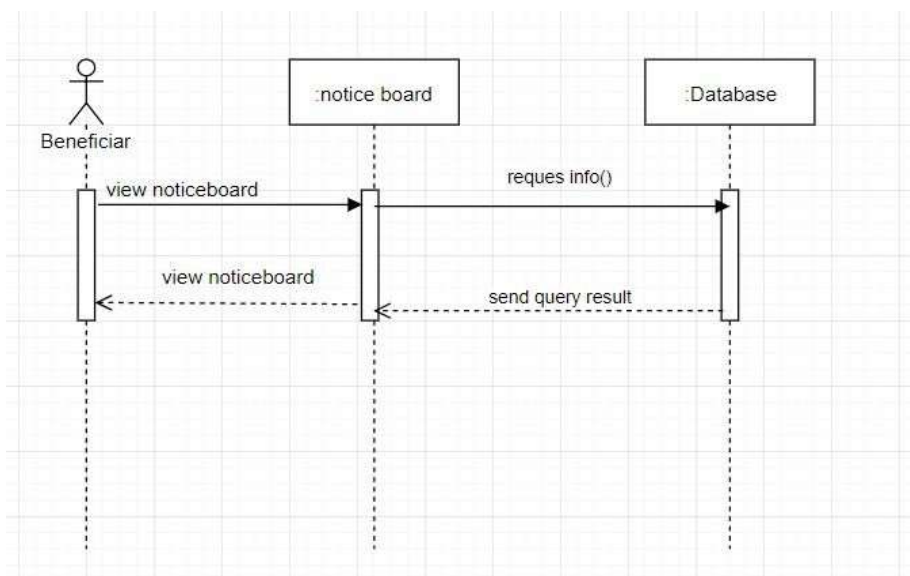 :notice board
:Database
Beneficiar
view noticeboard
reques info()
view noticeboard
send query result